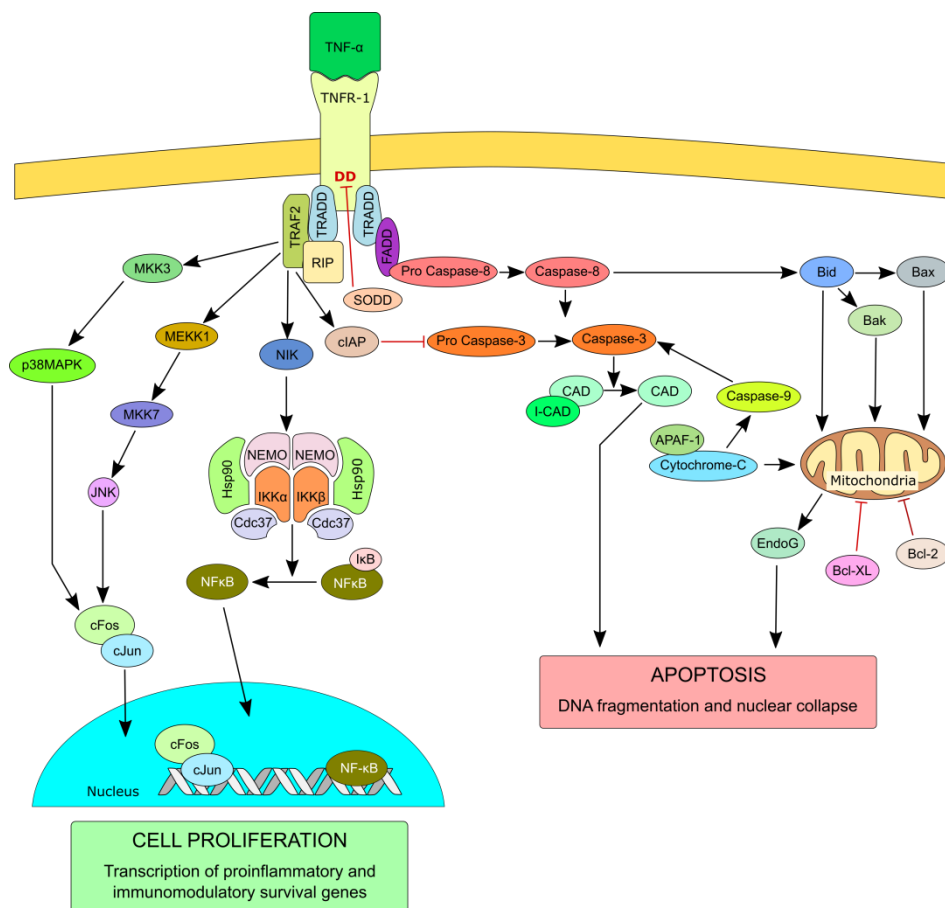 TNF-α
TNFR-1
DD
TRADD
TRADD
TRAF2
RIP
FADD
SODD
MKK3
Pro Caspase-8
Caspase-8
Bid
Bax
Bak
MEKK1
NIK
cIAP
Pro Caspase-3
Caspase-3
p38MAPK
CAD
I-CAD
CAD
Caspase-9
MKK7
APAF-1
Cytochrome-C
Mitochondria
JNK
Hsp90
NEMO
NEMO
Hsp90
IKKα
IKKβ
Cdc37
Cdc37
EndoG
Bcl-XL
Bcl-2
IκB
NFκB
NFκB
cFos
cJun
APOPTOSIS
DNA fragmentation and nuclear collapse
cFos
cJun
NF-κB
Nucleus
CELL PROLIFERATION
Transcription of proinflammatory and
immunomodulatory survival genes